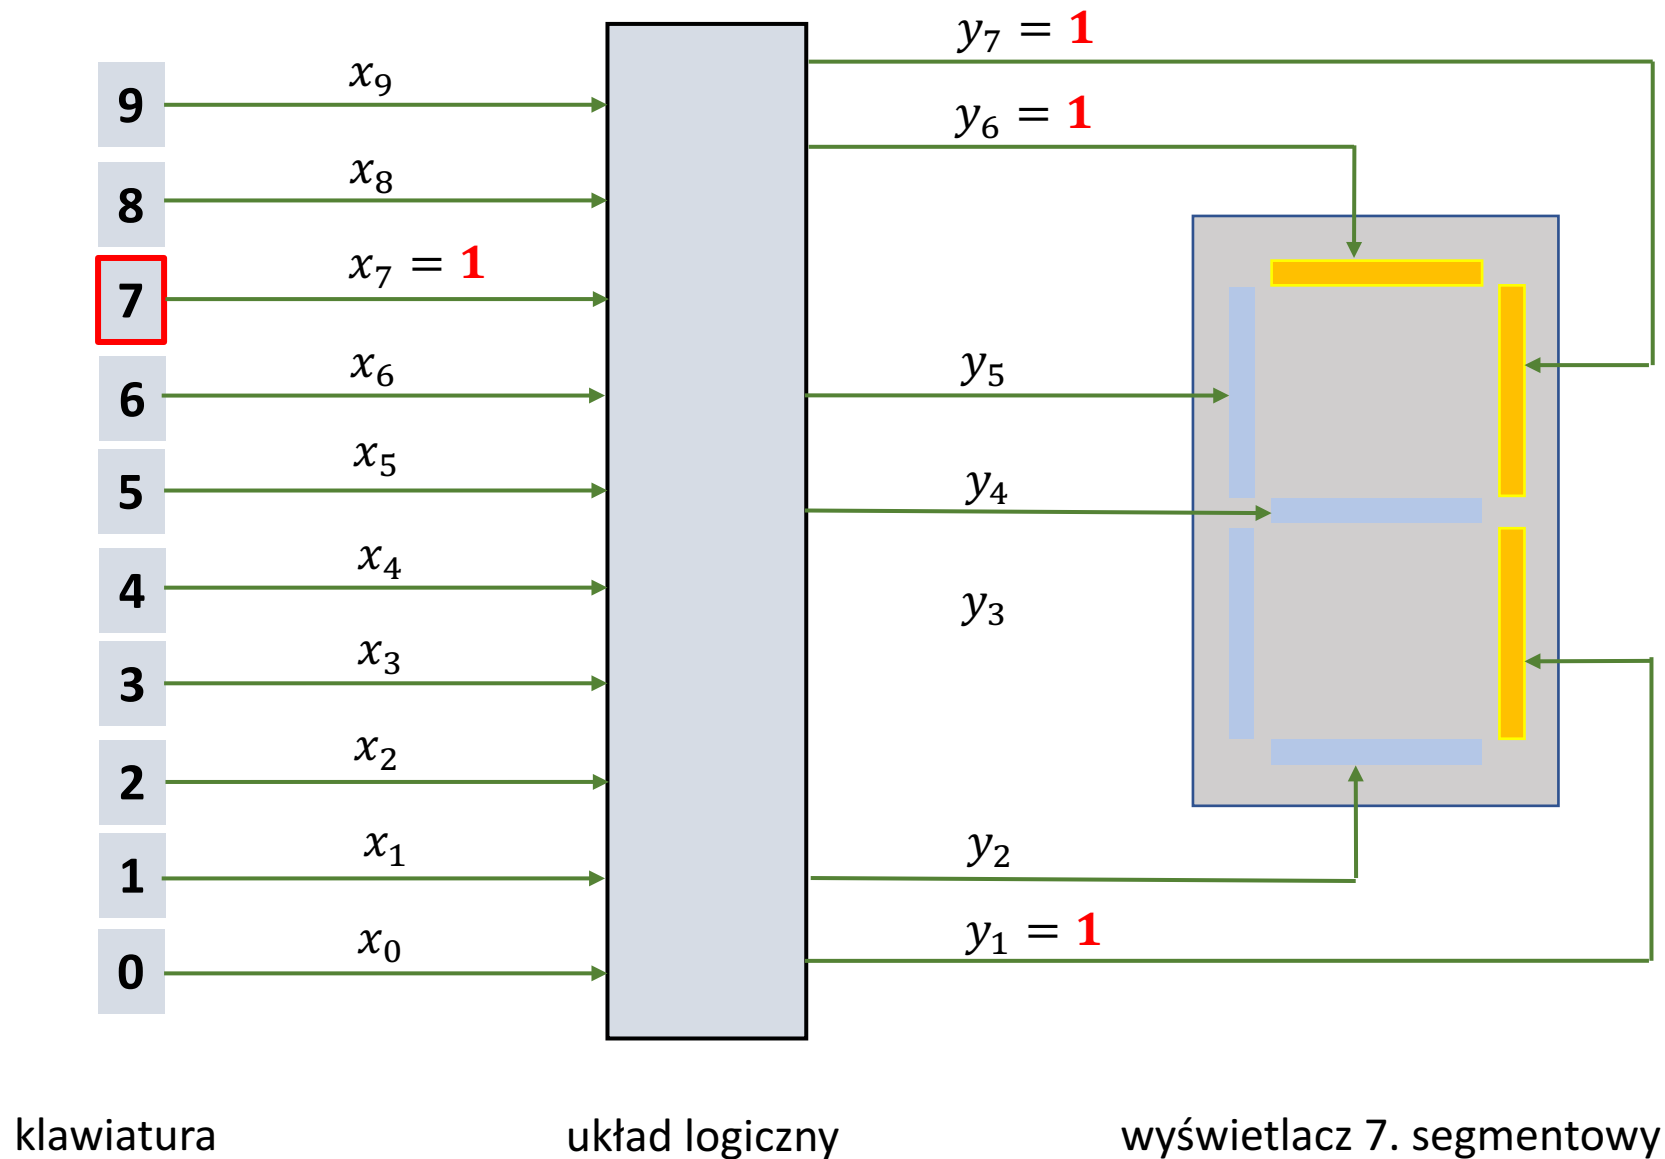 y₇ = 1
9 x₉
y₆ = 1
8 x₈
7 x₇ = 1
6 x₆
y₅
5 x₅
y₄
4 x₄
y₃
3 x₃
2 x₂
1 x₁
y₂
0 x₀
y₁ = 1
klawiatura
układ logiczny
wyświetlacz 7. segmentowy